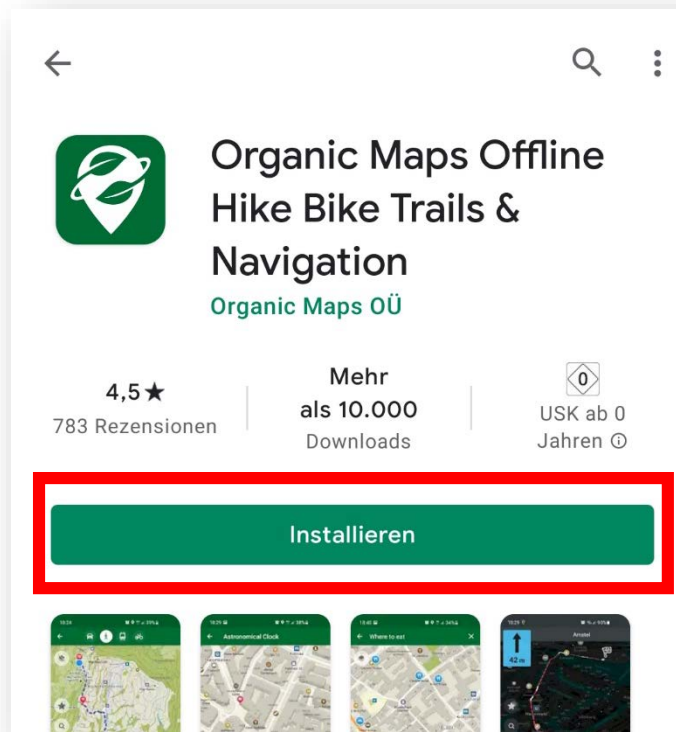 Organic Maps Offline
Hike Bike Trails &
Navigation
Organic Maps OÜ
4,5★
783 Rezensionen
Mehr
als 10.000
Downloads
0
USK ab 0
Jahren
Installieren
Astronomical Clock
Where to eat
Amstel
42 m